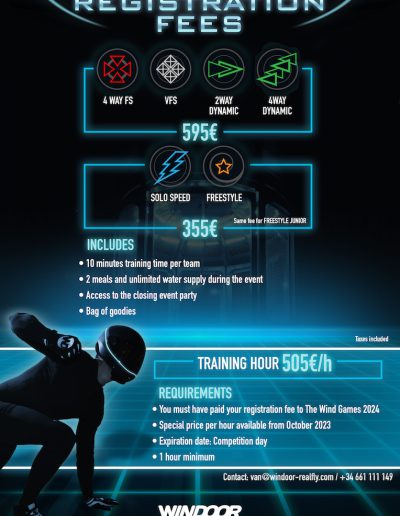 REGISTRATION
FEES
4 WAY FS
VFS
2WAY
DYNAMIC
4WAY
DYNAMIC
595€
SOLO SPEED
FREESTYLE
355€
Same fee for FREESTYLE JUNIOR
INCLUDES
• 10 minutes training time per team
• 2 meals and unlimited water supply during the event
• Access to the closing event party
• Bag of goodies
Taxes included
TRAINING HOUR 505€/h
REQUIREMENTS
• You must have paid your registration fee to The Wind Games 2024
• Special price per hour available from October 2023
• Expiration date: Competition day
• 1 hour minimum
Contact: van@windoor-realfly.com / +34 661 111 149
WINDOOR